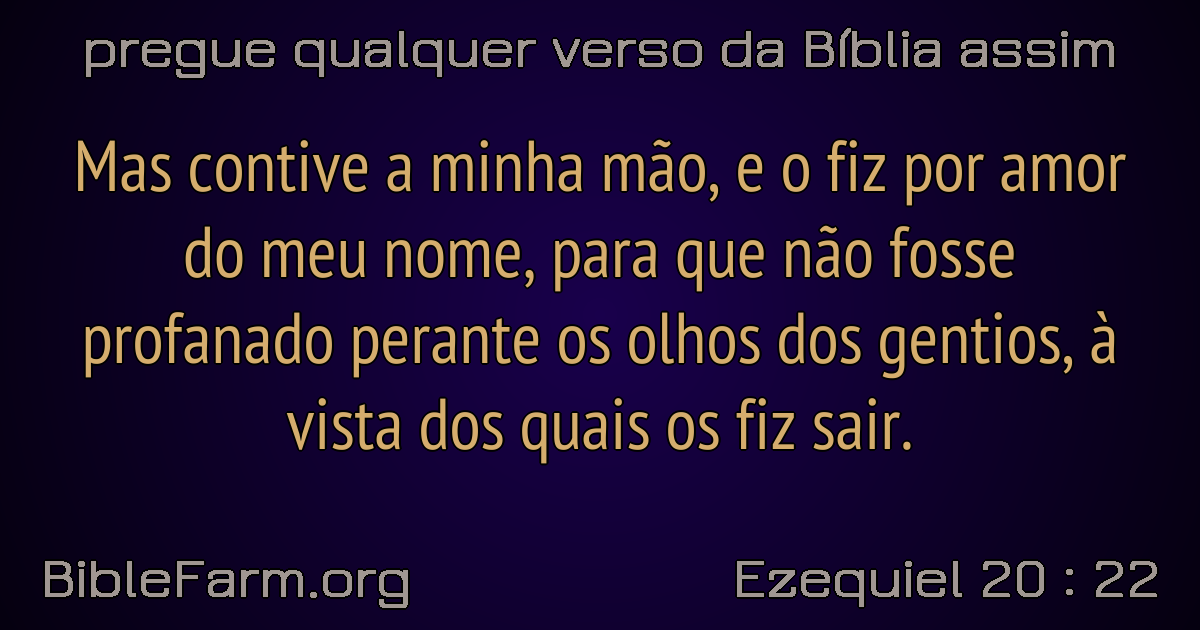 pregue qualquer verso da Bíblia assim
Mas contive a minha mão, e o fiz por amor
do meu nome, para que não fosse
profanado perante os olhos dos gentios, à
vista dos quais os fiz sair.
BibleFarm.org
Ezequiel 20 : 22